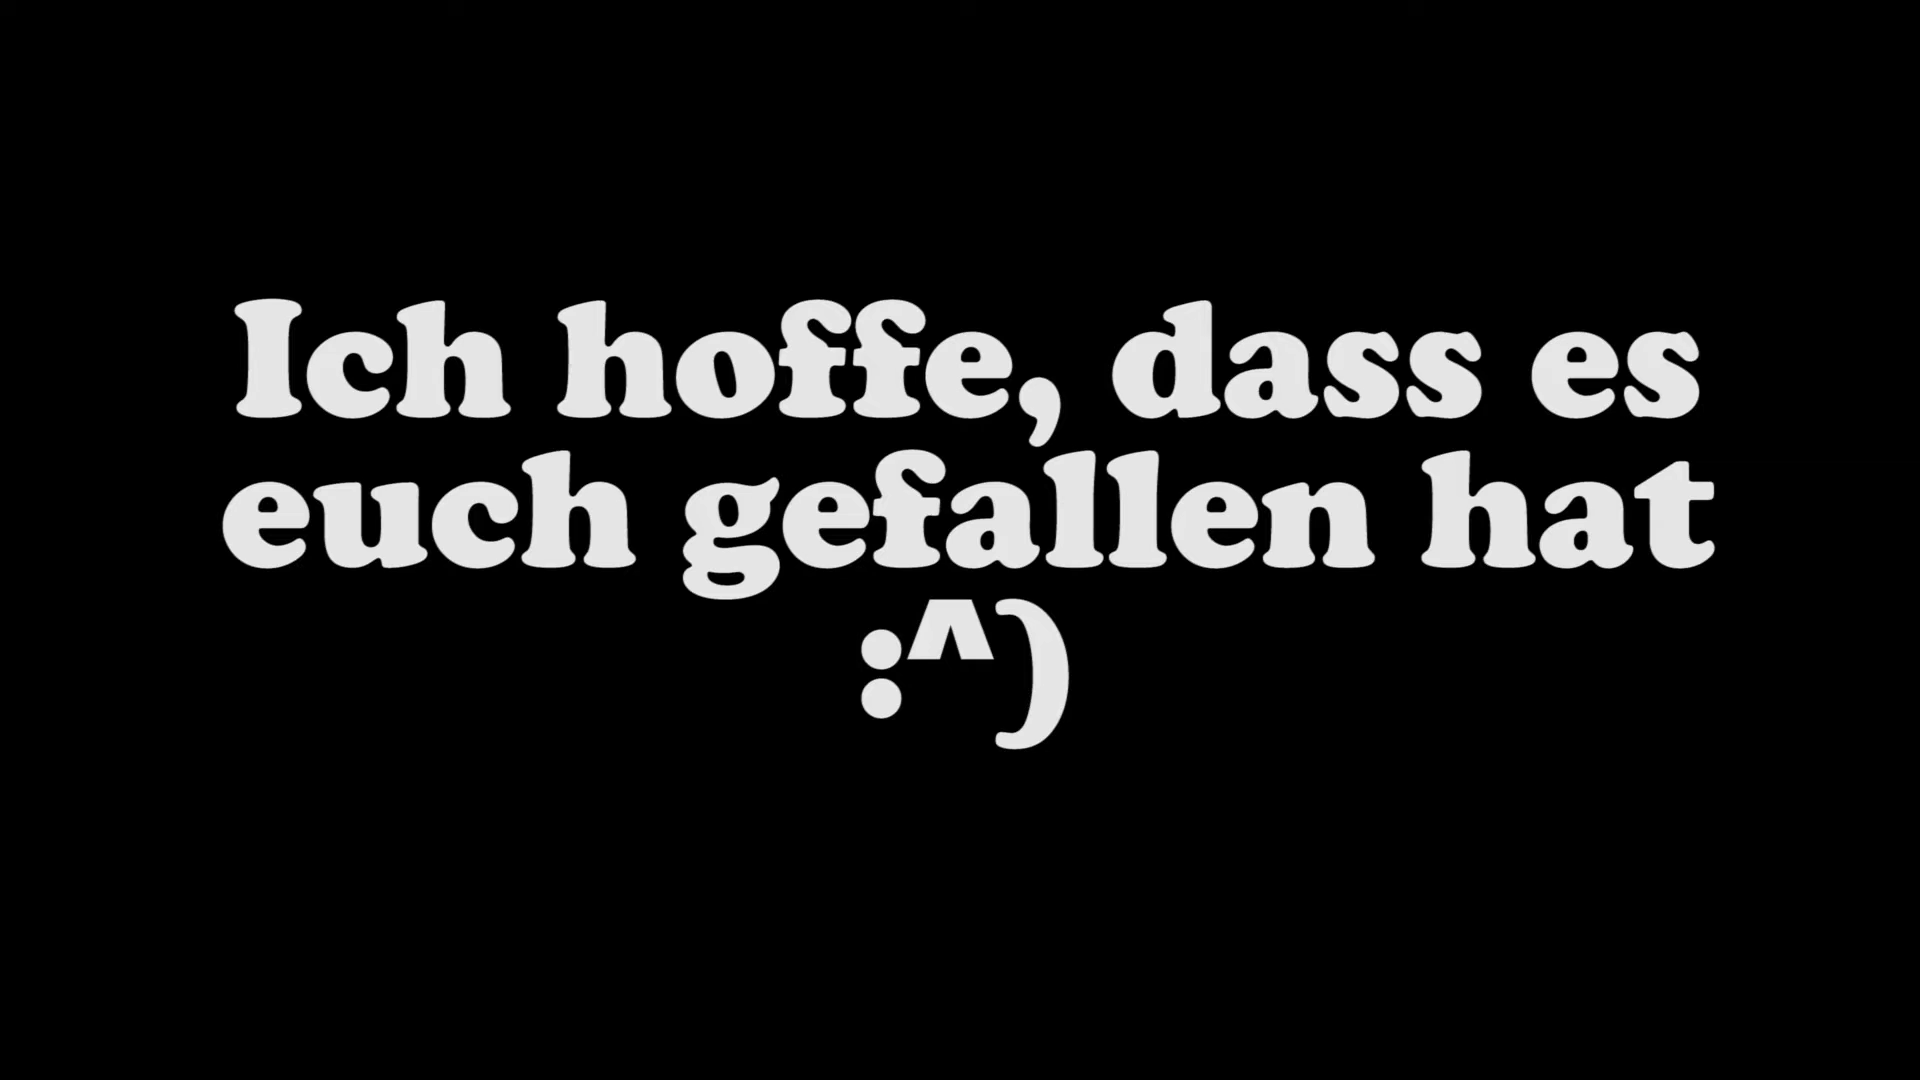 Ich hoffe, dass es
euch gefallen hat
:^)